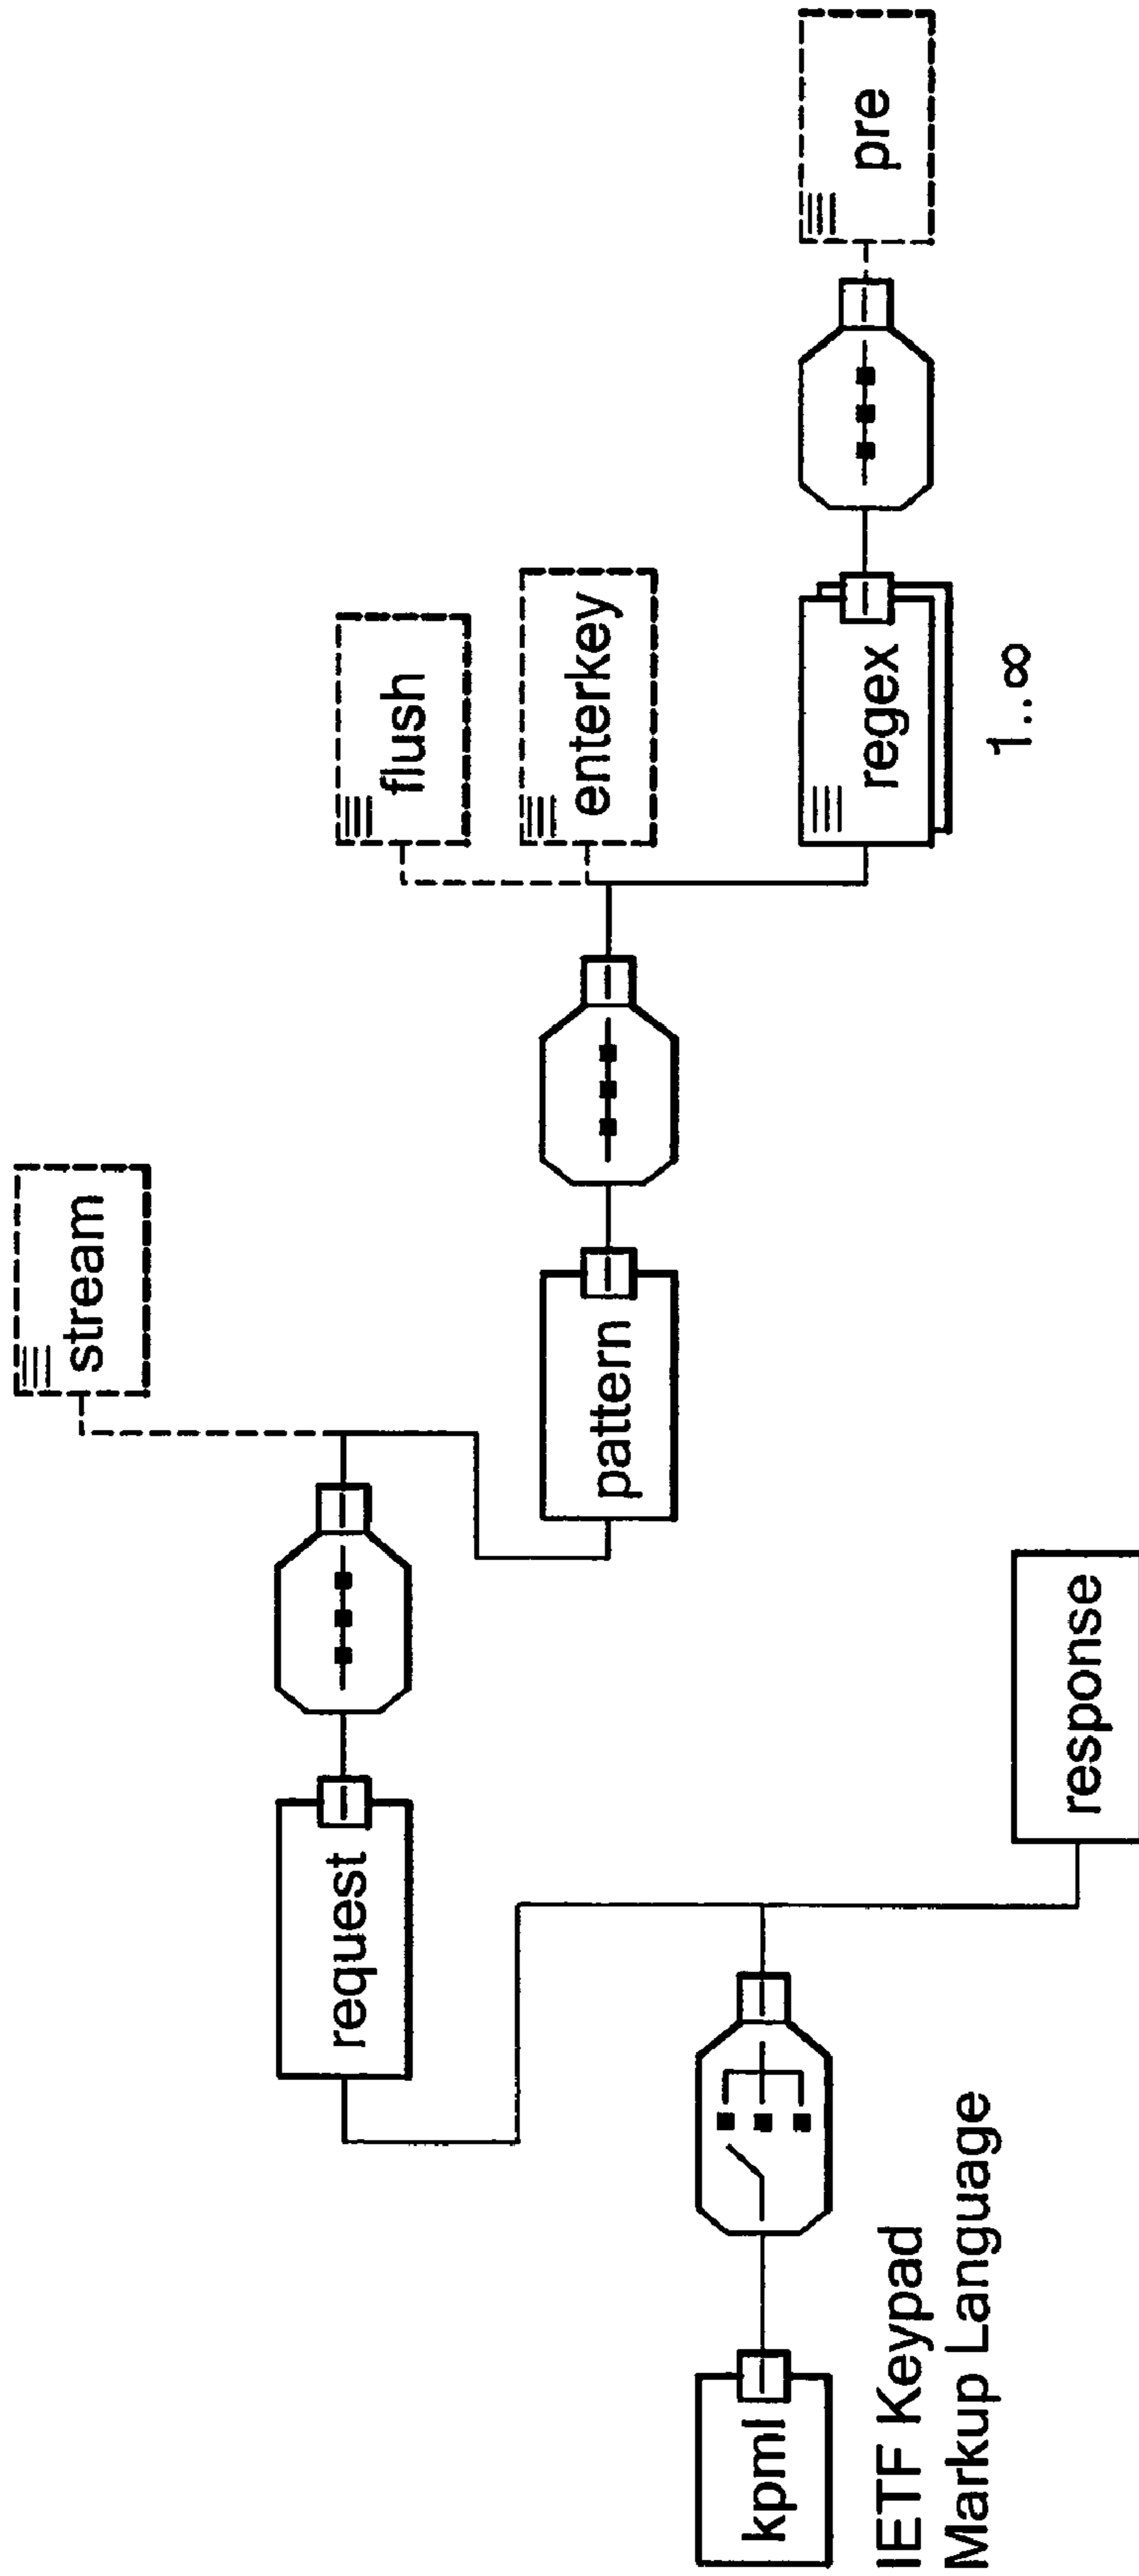 kpml
IETF Keypad
Markup Language
request
response
stream
pattern
flush
enterkey
regex
1..∞
pre